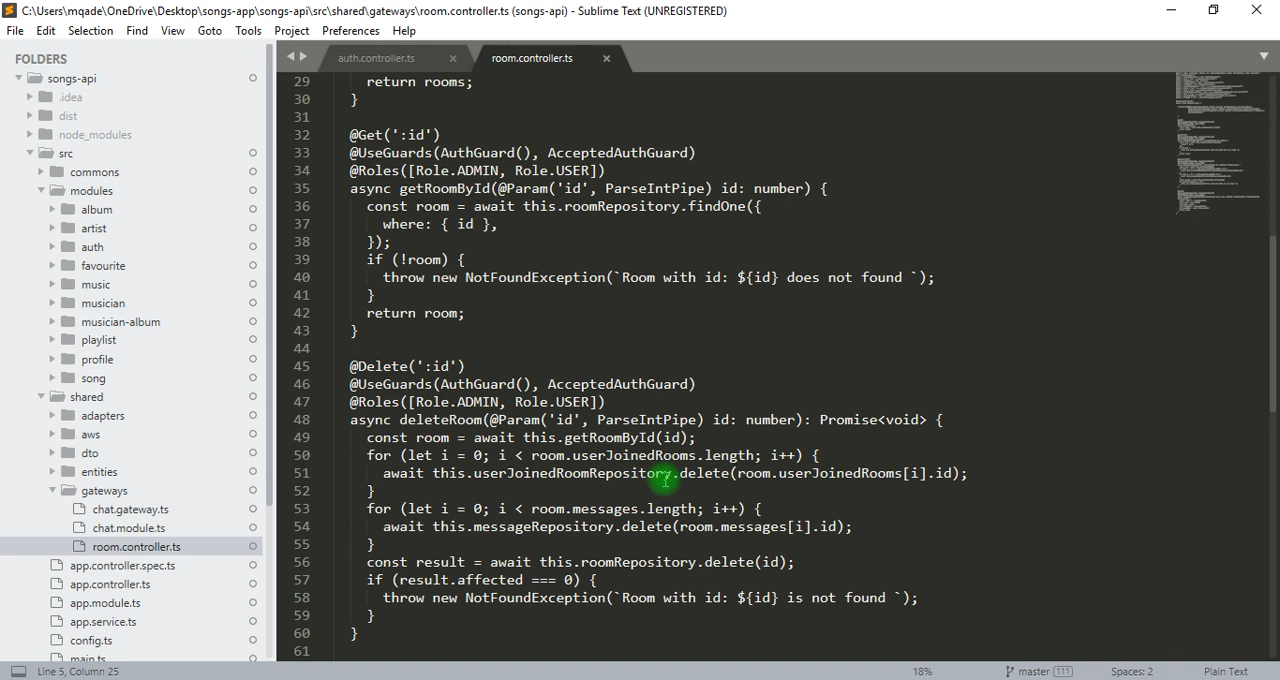 C:\Users\mqade\OneDrive\Desktop\songs-app\songs-api\src\shared\gateways\room.controller.ts (songs-api) - Sublime Text (UNREGISTERED)
File Edit Selection Find View Goto Tools Project Preferences Help
FOLDERS
songs-api
.idea
dist
node_modules
src
commons
modules
album
artist
auth
favourite
music
musician
musician-album
playlist
profile
song
shared
adapters
aws
dto
entities
gateways
chat.gateway.ts
chat.module.ts
room.controller.ts
app.controller.spec.ts
app.controller.ts
app.module.ts
app.service.ts
config.ts
main.ts
auth.controller.ts
room.controller.ts
29 return rooms;
30 }
31
32 @Get(':id')
33 @UseGuards(AuthGuard(), AcceptedAuthGuard)
34 @Roles([Role.ADMIN, Role.USER])
35 async getRoomById(@Param('id', ParseIntPipe) id: number) {
36 const room = await this.roomRepository.findOne({
37 where: { id },
38 });
39 if (!room) {
40 throw new NotFoundException(`Room with id: ${id} does not found `);
41 }
42 return room;
43 }
44
45 @Delete(':id')
46 @UseGuards(AuthGuard(), AcceptedAuthGuard)
47 @Roles([Role.ADMIN, Role.USER])
48 async deleteRoom(@Param('id', ParseIntPipe) id: number): Promise<void> {
49 const room = await this.getRoomById(id);
50 for (let i = 0; i < room.userJoinedRooms.length; i++) {
51 await this.userJoinedRoomRepository.delete(room.userJoinedRooms[i].id);
52 }
53 for (let i = 0; i < room.messages.length; i++) {
54 await this.messageRepository.delete(room.messages[i].id);
55 }
56 const result = await this.roomRepository.delete(id);
57 if (result.affected === 0) {
58 throw new NotFoundException(`Room with id: ${id} is not found `);
59 }
60 }
61
Line 5, Column 25
18%
master 111
Spaces: 2
Plain Text